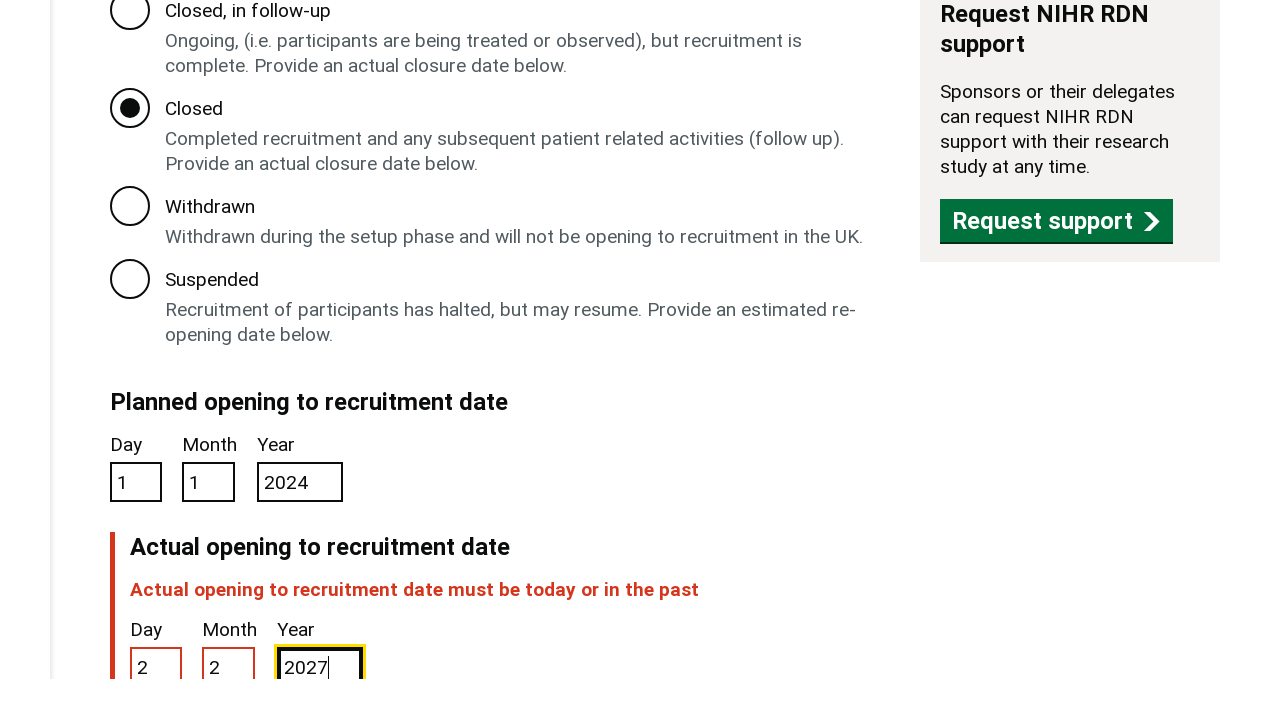 Closed, in follow-up
Ongoing, (i.e. participants are being treated or observed), but recruitment is
complete. Provide an actual closure date below.
Closed
Completed recruitment and any subsequent patient related activities (follow up).
Provide an actual closure date below.
Withdrawn
Withdrawn during the setup phase and will not be opening to recruitment in the UK.
Suspended
Recruitment of participants has halted, but may resume. Provide an estimated re-
opening date below.
Planned opening to recruitment date
Day Month Year
1 1 2024
Actual opening to recruitment date
Actual opening to recruitment date must be today or in the past
Day Month Year
2 2 2027
Request NIHR RDN
support
Sponsors or their delegates
can request NIHR RDN
support with their research
study at any time.
Request support